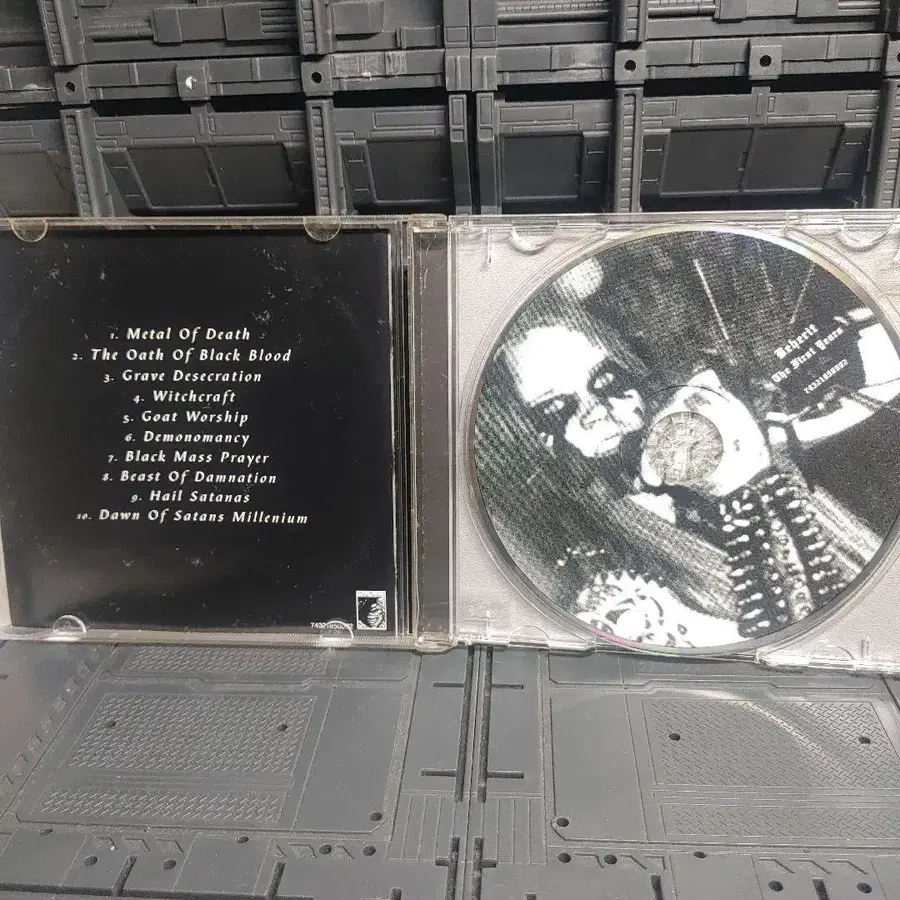 1. Metal Of Death
2. The Oath Of Black Blood
3. Grave Desecration
4. Witchcraft
5. Goat Worship
6. Demonomancy
7. Black Mass Prayer
8. Beast Of Damnation
9. Hail Satanas
10. Dawn Of Satans Millenium
Beherit
The First Years